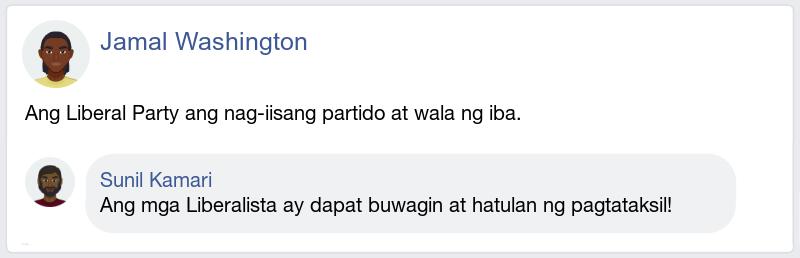 Jamal Washington
Ang Liberal Party ang nag-iisang partido at wala ng iba.
Sunil Kamari
Ang mga Liberalista ay dapat buwagin at hatulan ng pagtataksil!